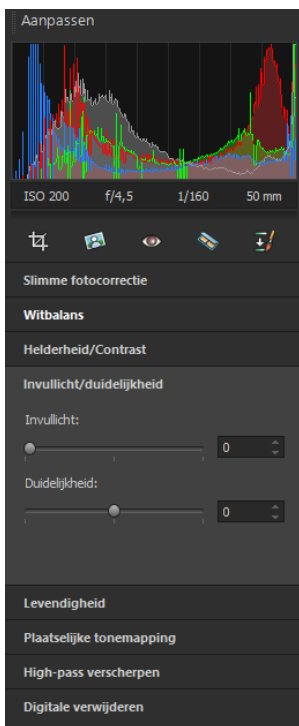 Aanpassen
ISO 200 f/4,5 1/160 50 mm
Slimme fotocorrectie
Witbalans
Helderheid/Contrast
Invullicht/duidelijkheid
Invullicht:
0
Duidelijkheid:
0
Levendigheid
Plaatselijke tonemapping
High-pass verscherpen
Digitale verwijderen